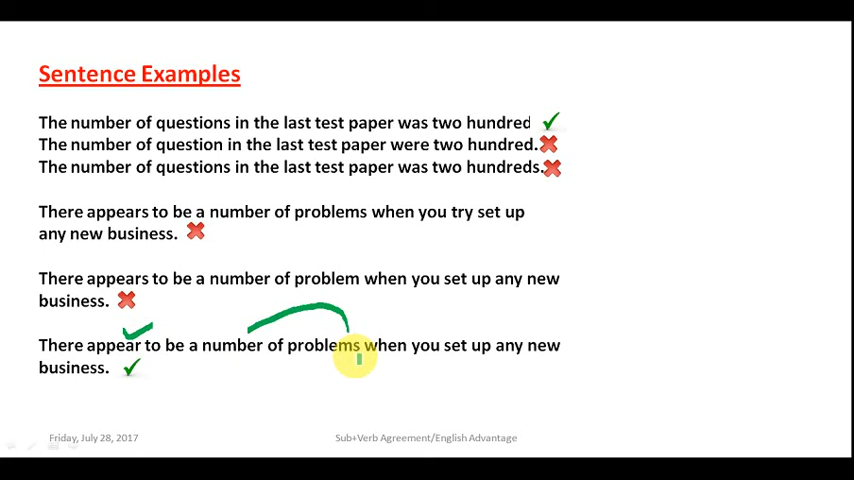 Sentence Examples
The number of questions in the last test paper was two hundred
The number of question in the last test paper were two hundred.
The number of questions in the last test paper was two hundreds.
There appears to be a number of problems when you try set up
any new business.
There appears to be a number of problem when you set up any new
business.
There appear to be a number of problems when you set up any new
business.
Friday, July 28, 2017
Sub+Verb Agreement/English Advantage